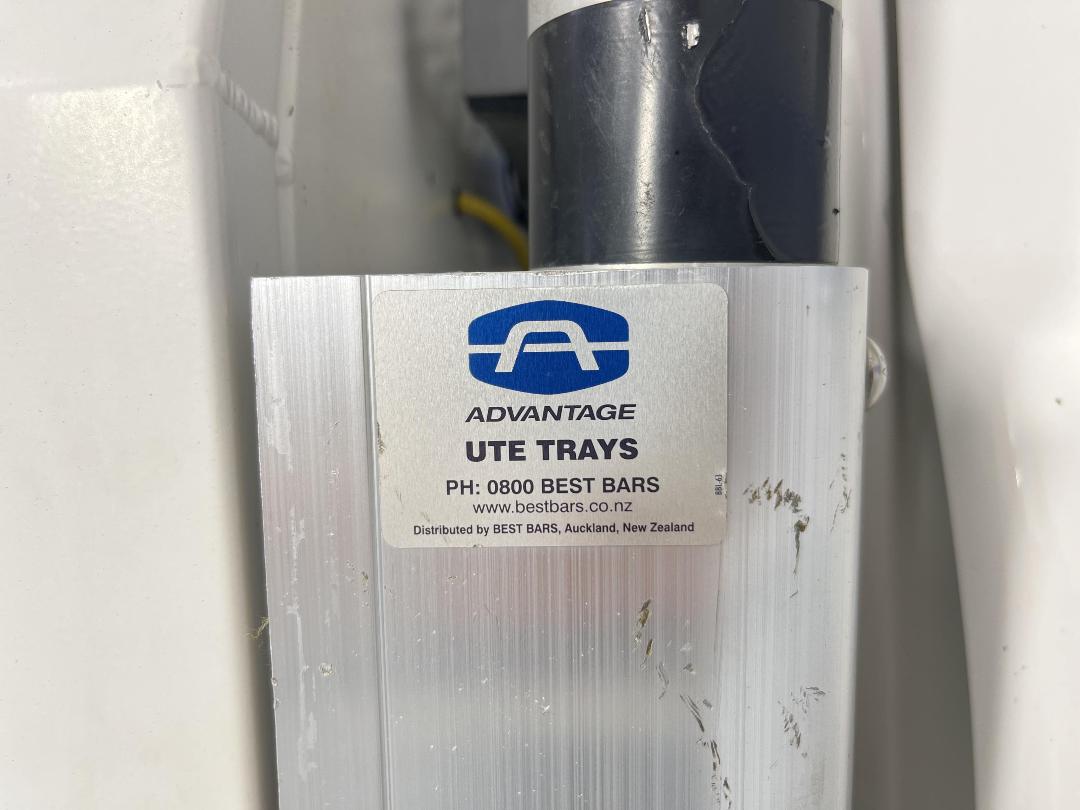 A
ADVANTAGE
UTE TRAYS
PH: 0800 BEST BARS
www.bestbars.co.nz
Distributed by BEST BARS, Auckland, New Zealand